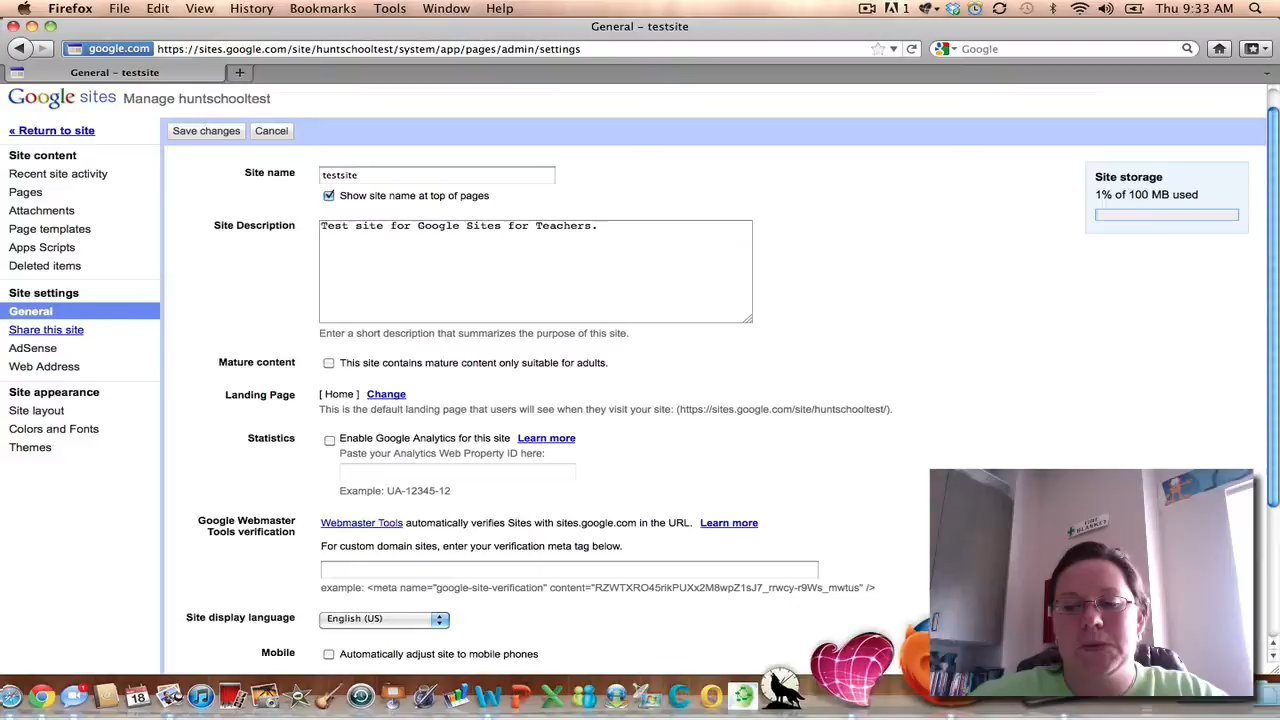 Firefox File Edit View History Bookmarks Tools Window Help 1 Thu 9:33 AM
General - testsite
google.com https://sites.google.com/site/huntschooltest/system/app/pages/admin/settings Google
General - testsite
Google sites Manage huntschooltest
« Return to site
Save changes Cancel
Site content
Recent site activity
Pages
Attachments
Page templates
Apps Scripts
Deleted items
Site settings
General
Share this site
AdSense
Web Address
Site appearance
Site layout
Colors and Fonts
Themes
Site name testsite
Show site name at top of pages
Site Description Test site for Google Sites for Teachers.
Enter a short description that summarizes the purpose of this site.
Mature content This site contains mature content only suitable for adults.
Landing Page [ Home ] Change
This is the default landing page that users will see when they visit your site: (https://sites.google.com/site/huntschooltest/).
Statistics Enable Google Analytics for this site Learn more
Paste your Analytics Web Property ID here:
Example: UA-12345-12
Google Webmaster Tools verification
Webmaster Tools automatically verifies Sites with sites.google.com in the URL. Learn more
For custom domain sites, enter your verification meta tag below.
example: <meta name="google-site-verification" content="RZWTXRO45rikPUXx2M8wpZ1sJ7_rrwcy-r9Ws_mwtus" />
Site display language English (US)
Mobile Automatically adjust site to mobile phones
Site storage
1% of 100 MB used
BLANKET
18